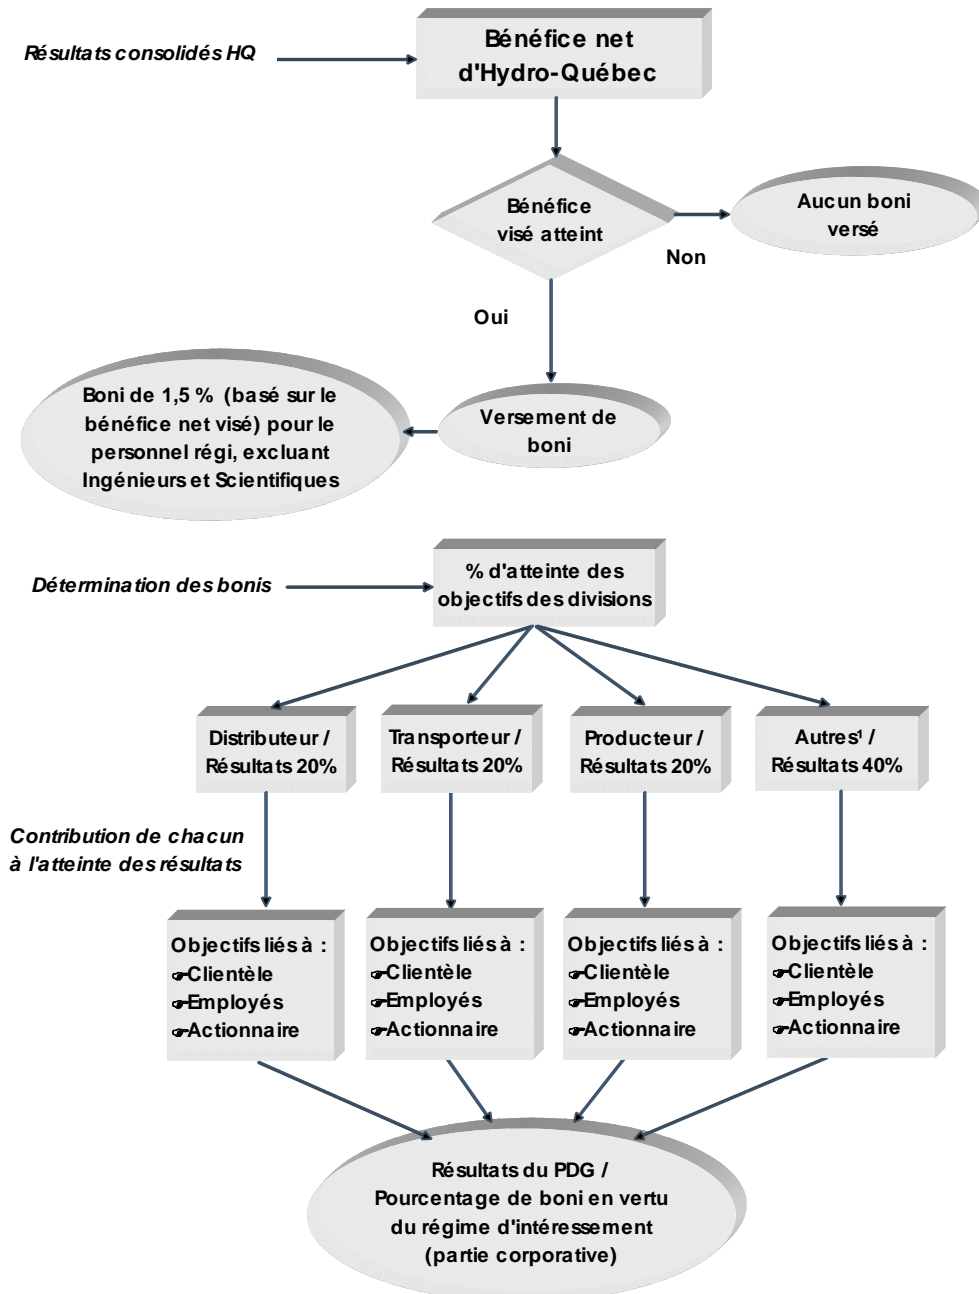 Résultats consolidés HQ
Bénéfice net
d'Hydro-Québec
Bénéfice
visé atteint
Aucun boni
versé
Non
Oui
Versement de
boni
Boni de 1,5 % (basé sur le
bénéfice net visé) pour le
personnel régi, excluant
Ingénieurs et Scientifiques
Détermination des bonis
% d'atteinte des
objectifs des divisions
Distributeur /
Résultats 20%
Transporteur /
Résultats 20%
Producteur /
Résultats 20%
Autres¹ /
Résultats 40%
Contribution de chacun
à l'atteinte des résultats
Objectifs liés à :
☞Clientèle
☞Employés
☞Actionnaire
Objectifs liés à :
☞Clientèle
☞Employés
☞Actionnaire
Objectifs liés à :
☞Clientèle
☞Employés
☞Actionnaire
Objectifs liés à :
☞Clientèle
☞Employés
☞Actionnaire
Résultats du PDG /
Pourcentage de boni en vertu
du régime d'intéressement
(partie corporative)